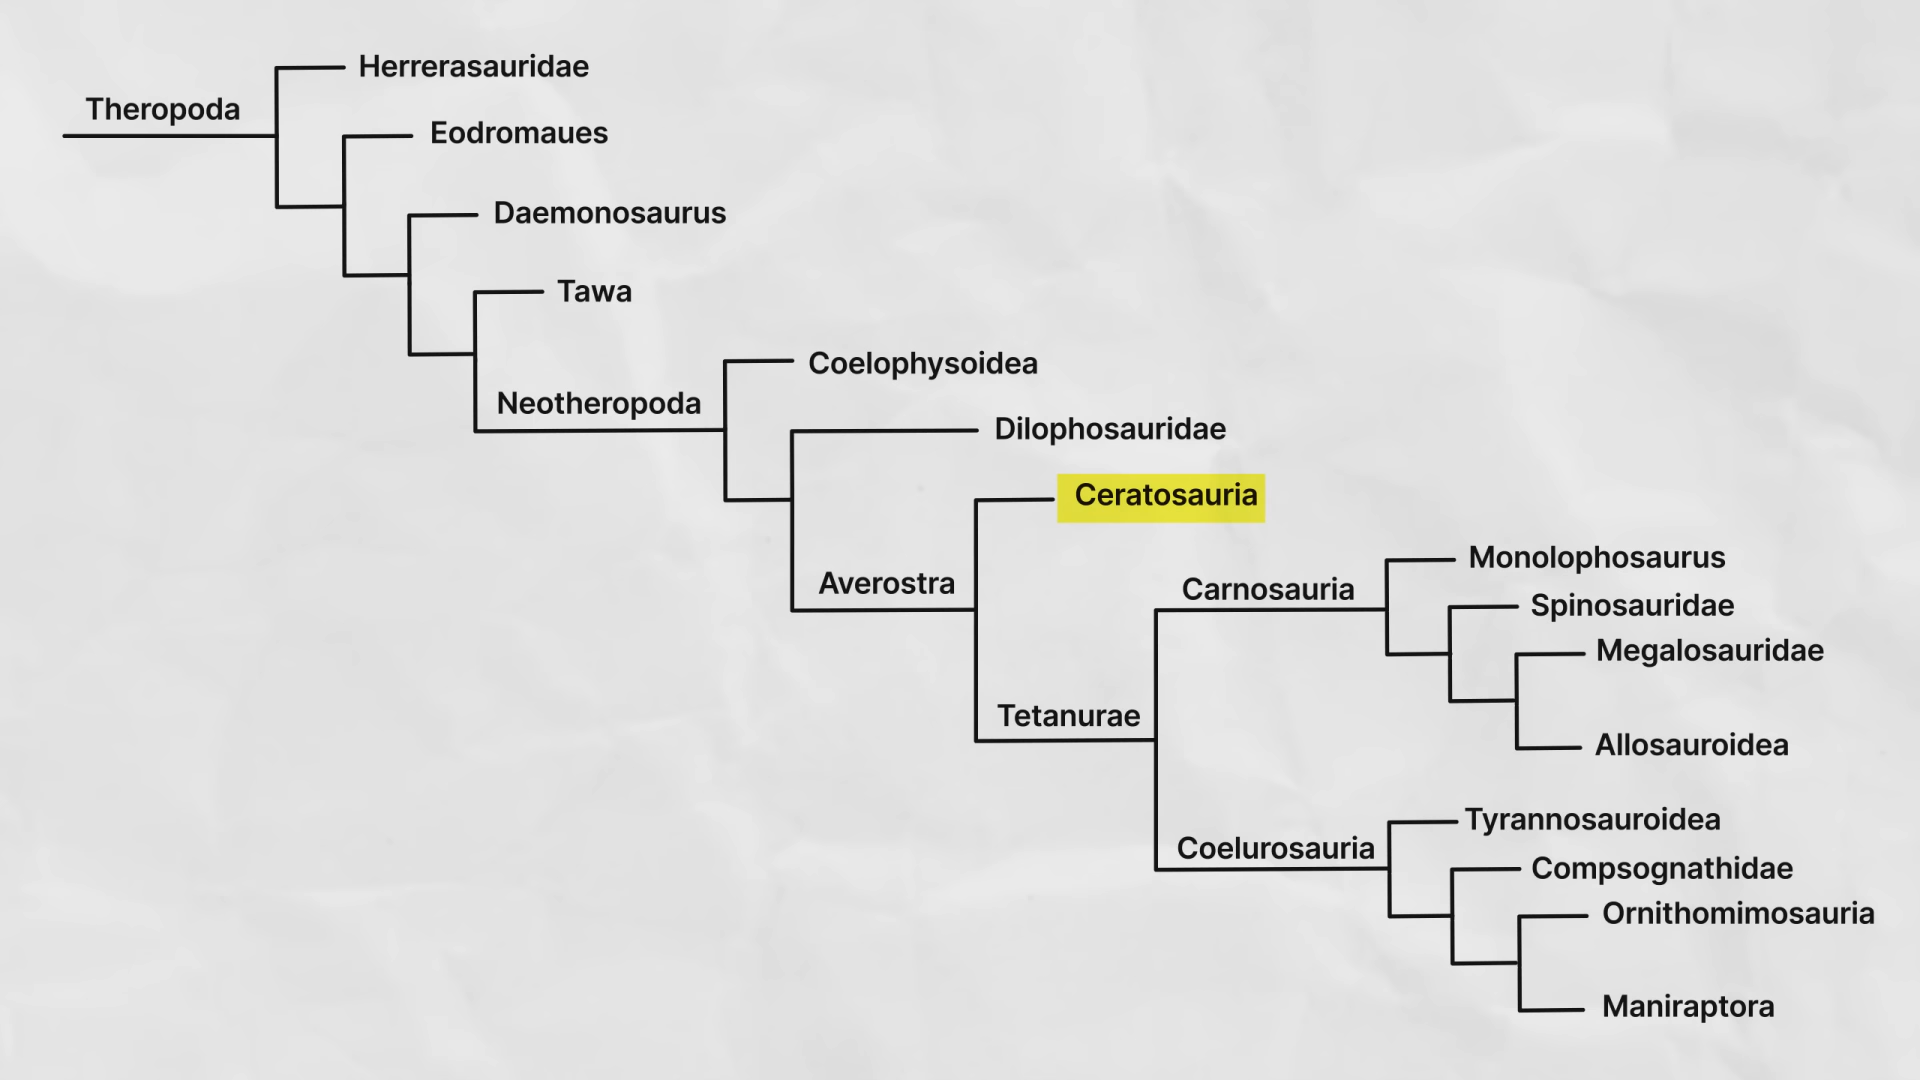 Herrerasauridae
Theropoda
Eodromaues
Daemonosaurus
Tawa
Coelophysoidea
Neotheropoda
Dilophosauridae
Ceratosauria
Monolophosaurus
Averostra
Carnosauria
Spinosauridae
Megalosauridae
Tetanurae
Allosauroidea
Tyrannosauroidea
Coelurosauria
Compsognathidae
Ornithomimosauria
Maniraptora